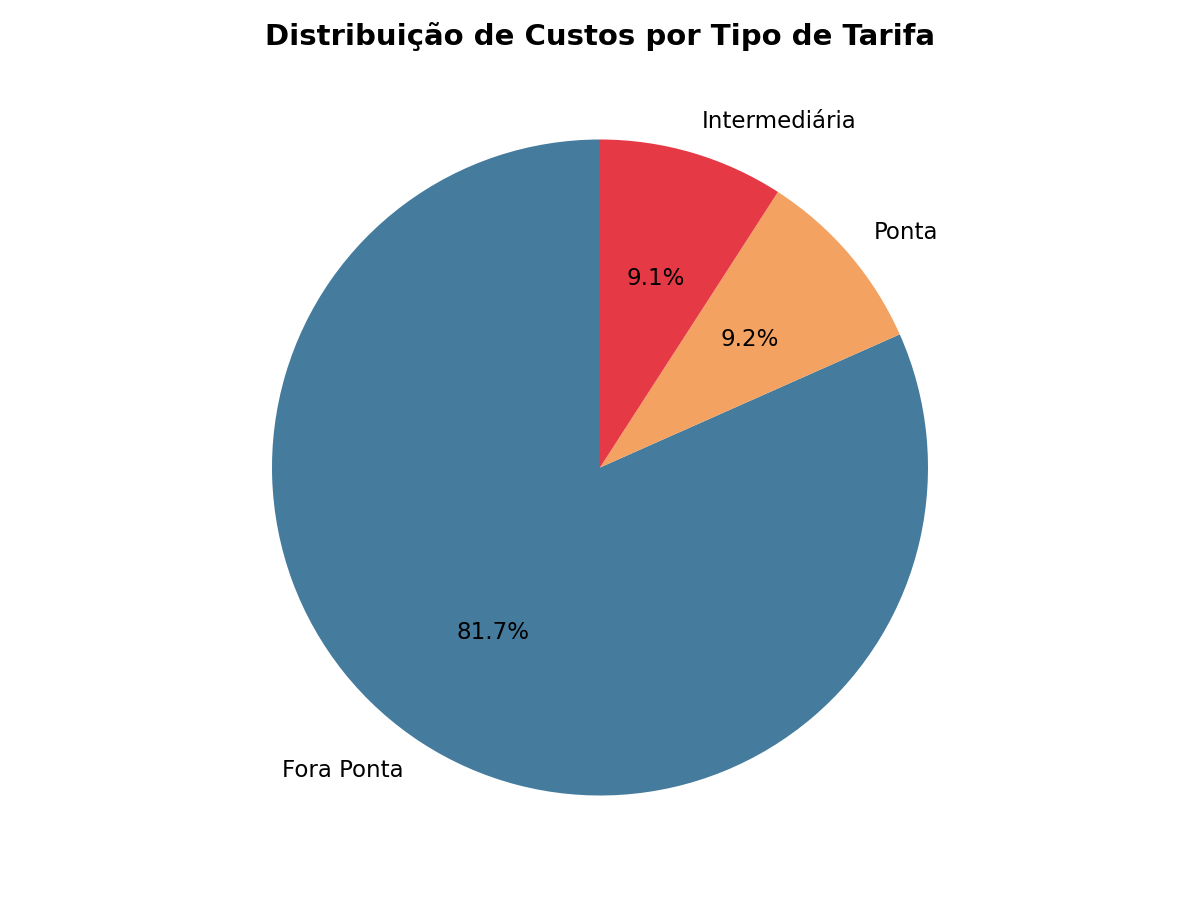 Distribuição de Custos por Tipo de Tarifa
Intermediária
Ponta
9.1%
9.2%
81.7%
Fora Ponta